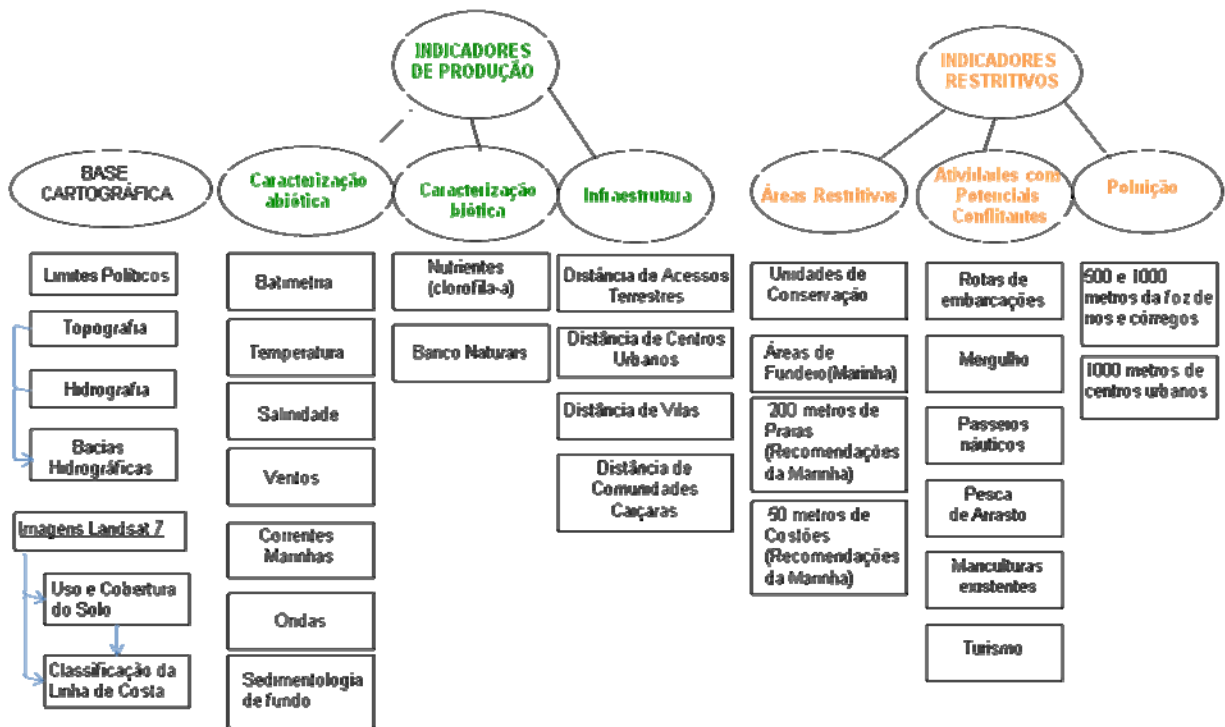 INDICADORES
DE PRODUÇÃO
INDICADORES
RESTRITIVOS
BASE
CARTOGRÁFICA
Caracterização
abiótica
Caracterização
biótica
Infraestrutura
Áreas Restritivas
Atividades com
Potenciais
Conflitantes
Poluição
Limites Políticos
Topografia
Hidrografia
Bacias
Hidrográficas
Imagens Landsat 7
Uso e Cobertura
do Solo
Classificação da
Linha de Costa
Batimetria
Temperatura
Salinidade
Ventos
Correntes
Marinhas
Ondas
Sedimentologia
de fundo
Nutrientes
(clorofila-a)
Banco Naturais
Distância de Acessos
Terrestres
Distância de Centros
Urbanos
Distância de Vilas
Distância de
Comunidades
Caiçaras
Unidades de
Conservação
Áreas de
Fundeio(Marinha)
200 metros de
Praias
(Recomendações
da Marinha)
50 metros de
Costões
(Recomendações
da Marinha)
Rotas de
embarcações
Mergulho
Passeios
náuticos
Pesca
de Arrasto
Mariculturas
existentes
Turismo
500 e 1000
metros da foz de
rios e córregos
1000 metros de
centros urbanos